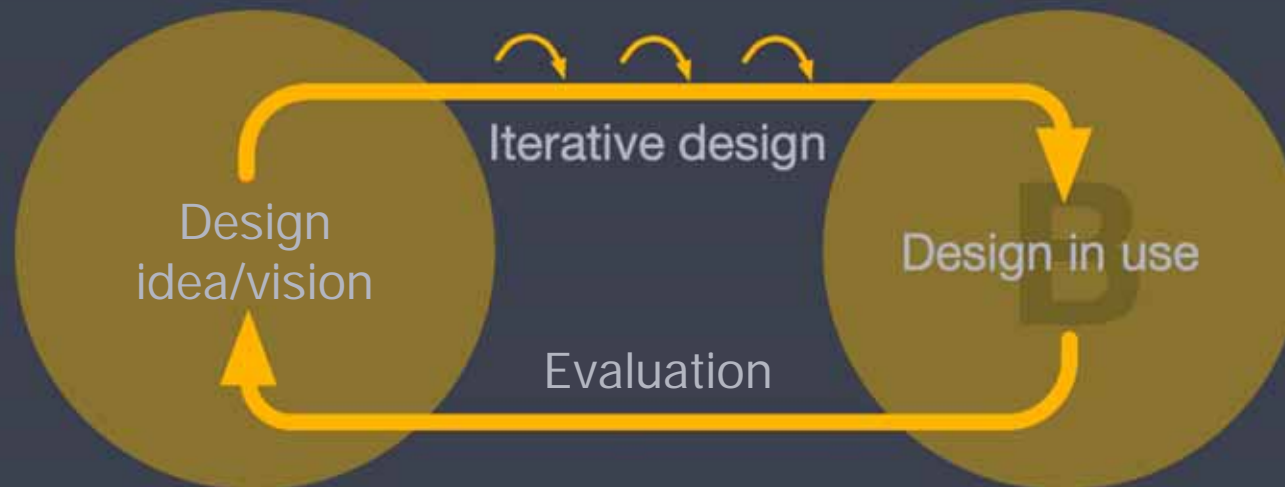 Iterative design
Design
idea/vision
B
Design in use
Evaluation